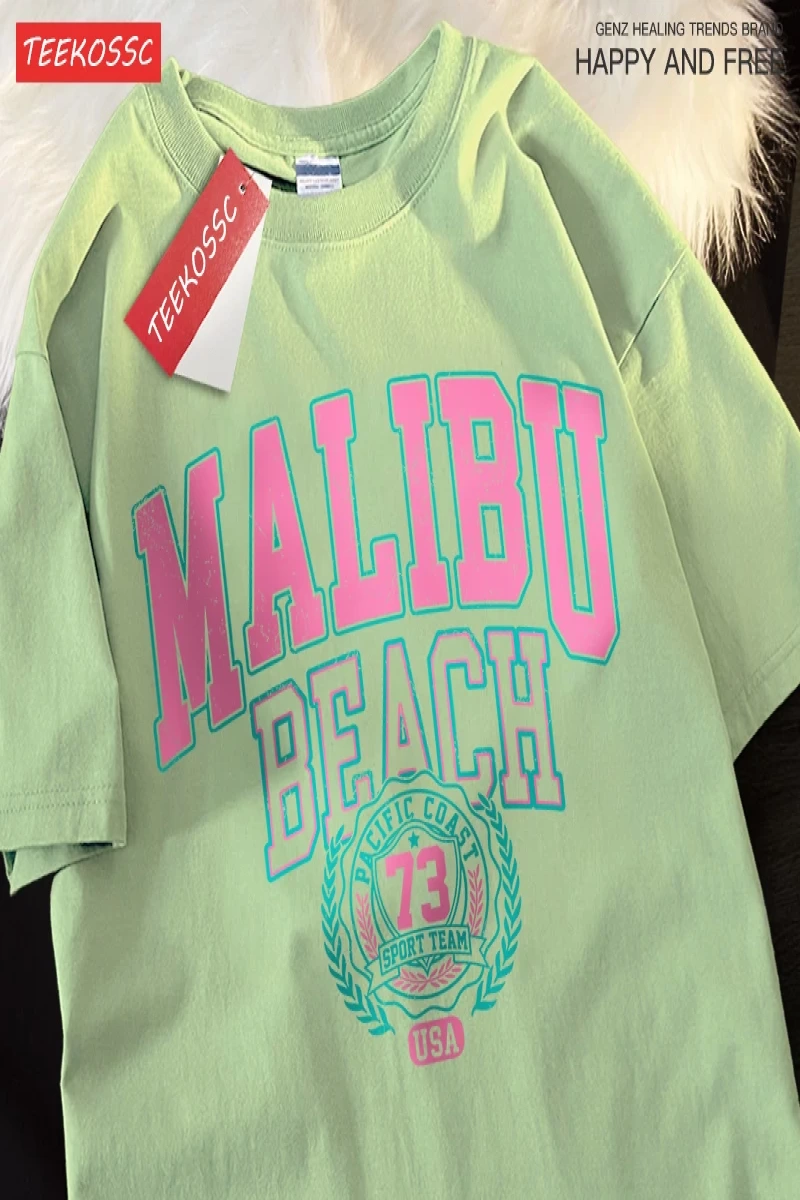 TEEKOSSC
GENZ HEALING TRENDS BRAND
HAPPY AND FREE
TEEKOSSC
MALIBU
BEACH
PACIFIC COAST
73
SPORT TEAM
USA